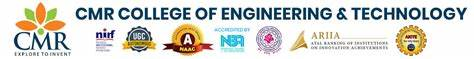 CMR COLLEGE OF ENGINEERING & TECHNOLOGY
CMR
EXPLORE TO INVENT
nirf
UGC
AUTONOMOUS
A
NAAC
ACCREDITED BY
NBA
ARIIA
ATAL RANKING OF INSTITUTIONS
ON INNOVATION ACHIEVEMENTS
AICTE